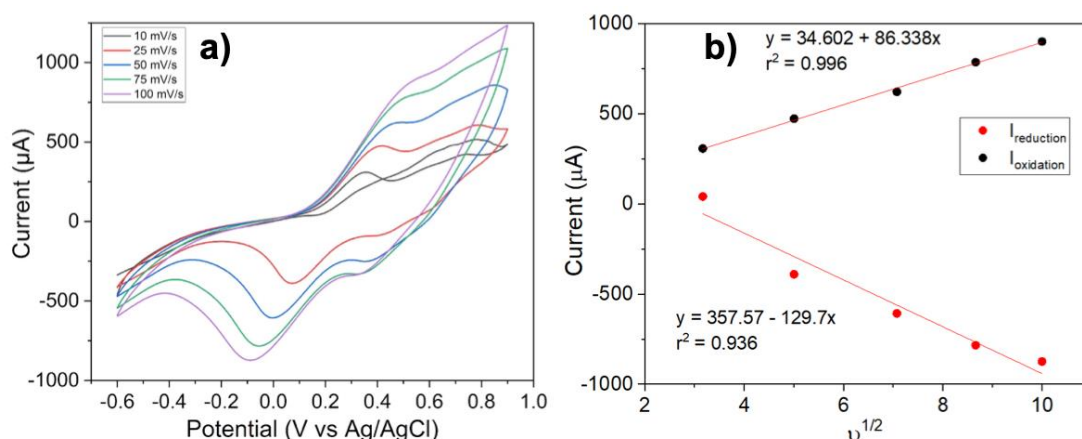 a)
10 mV/s
25 mV/s
50 mV/s
75 mV/s
100 mV/s
1000
500
0
-500
-1000
Current (µA)
-0.6 -0.4 -0.2 0.0 0.2 0.4 0.6 0.8 1.0
Potential (V vs Ag/AgCl)
b)
y = 34.602 + 86.338x
r² = 0.996
I reduction
I oxidation
y = 357.57 - 129.7x
r² = 0.936
1000
500
0
-500
-1000
Current (µA)
2 4 6 8 10
υ^1/2